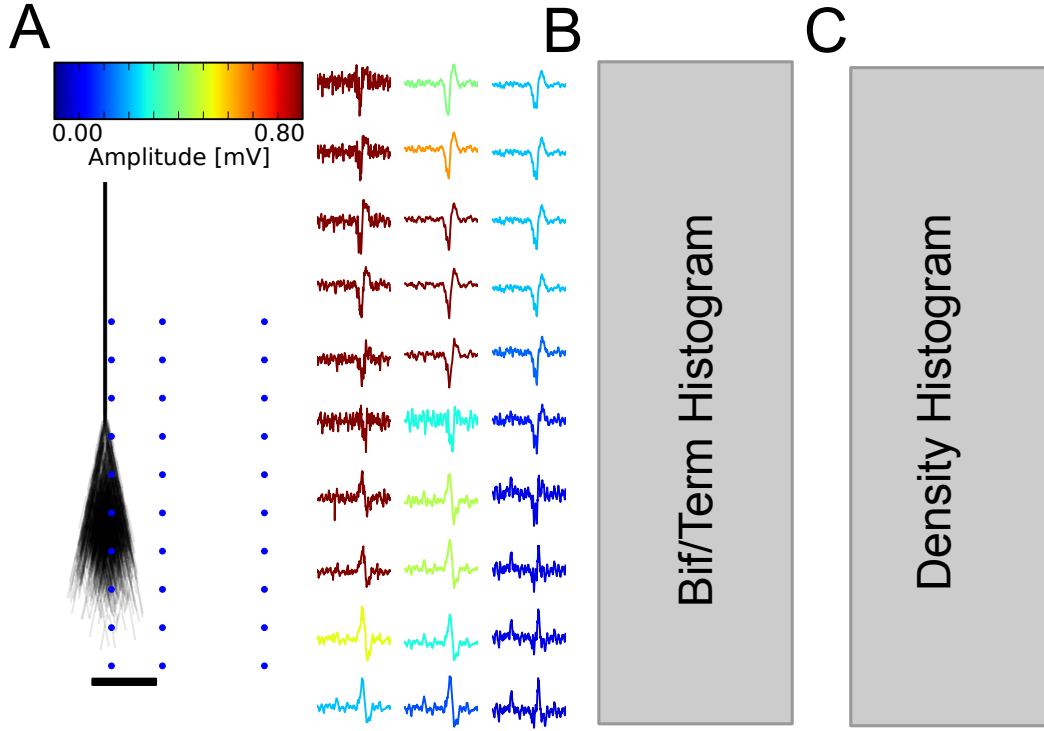 A
B
C
0.00 0.80
Amplitude [mV]
Bif/Term Histogram
Density Histogram